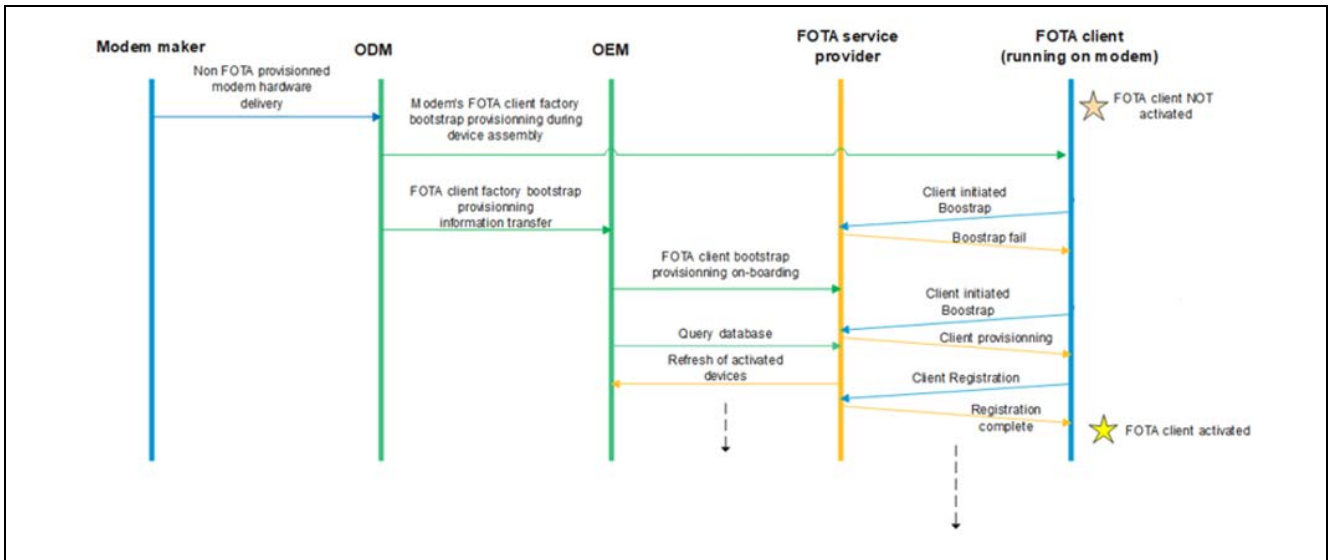 Modem maker
ODM
OEM
FOTA service
provider
FOTA client
(running on modem)
Non FOTA provisionned
modem hardware
delivery
FOTA client NOT
activated
Modem's FOTA client factory
bootstrap provisionning during
device assembly
FOTA client factory bootstrap
provisionning
information transfer
Client initiated
Boostrap
Boostrap fail
FOTA client bootstrap
provisionning on-boarding
Client initiated
Boostrap
Query database
Client provisionning
Refresh of activated
devices
Client Registration
Registration
complete
FOTA client activated